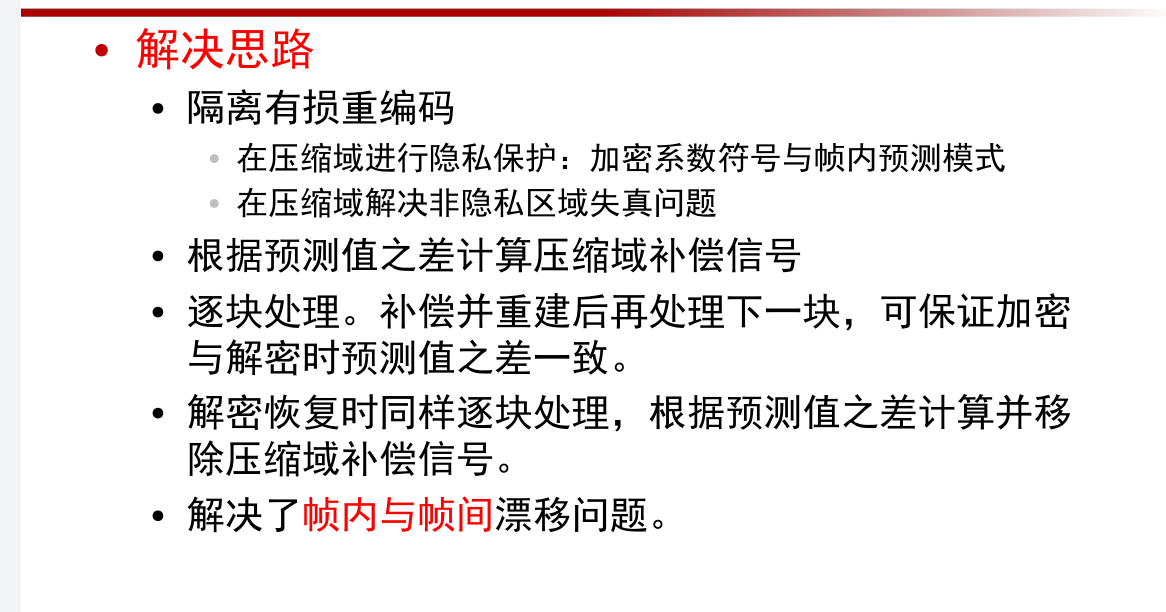 解决思路
隔离有损重编码
在压缩域进行隐私保护：加密系数符号与帧内预测模式
在压缩域解决非隐私区域失真问题
根据预测值之差计算压缩域补偿信号
逐块处理。补偿并重建后再处理下一块，可保证加密
与解密时预测值之差一致。
解密恢复时同样逐块处理，根据预测值之差计算并移
除压缩域补偿信号。
解决了帧内与帧间漂移问题。